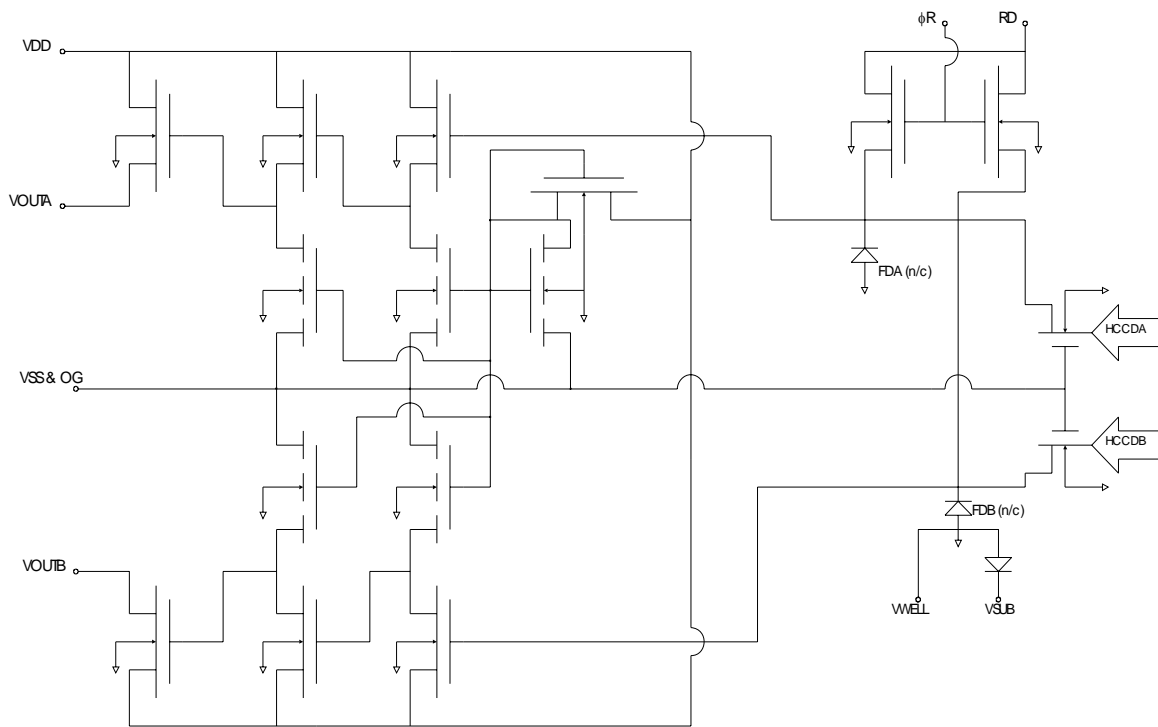 ϕR
RD
VDD
VOUTA
FDA (n/c)
HCCDA
VSS & OG
HCCDB
FDB (n/c)
VOUTB
VWELL
VSUB